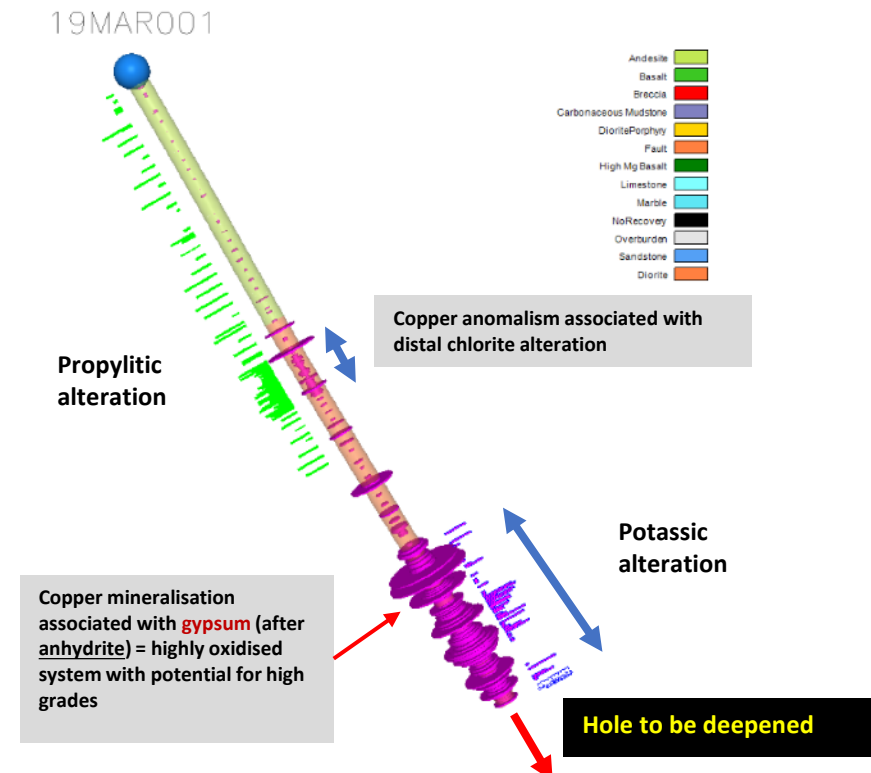 19MAR001
Andesite
Basalt
Breccia
Carbonaceous Mudstone
DioritePorphyry
Fault
High Mg Basalt
Limestone
Marble
NoRecovery
Overburden
Sandstone
Diorite
Copper anomalism associated with
distal chlorite alteration
Propylitic
alteration
Potassic
alteration
Copper mineralisation
associated with gypsum (after
anhydrite) = highly oxidised
system with potential for high
grades
Hole to be deepened